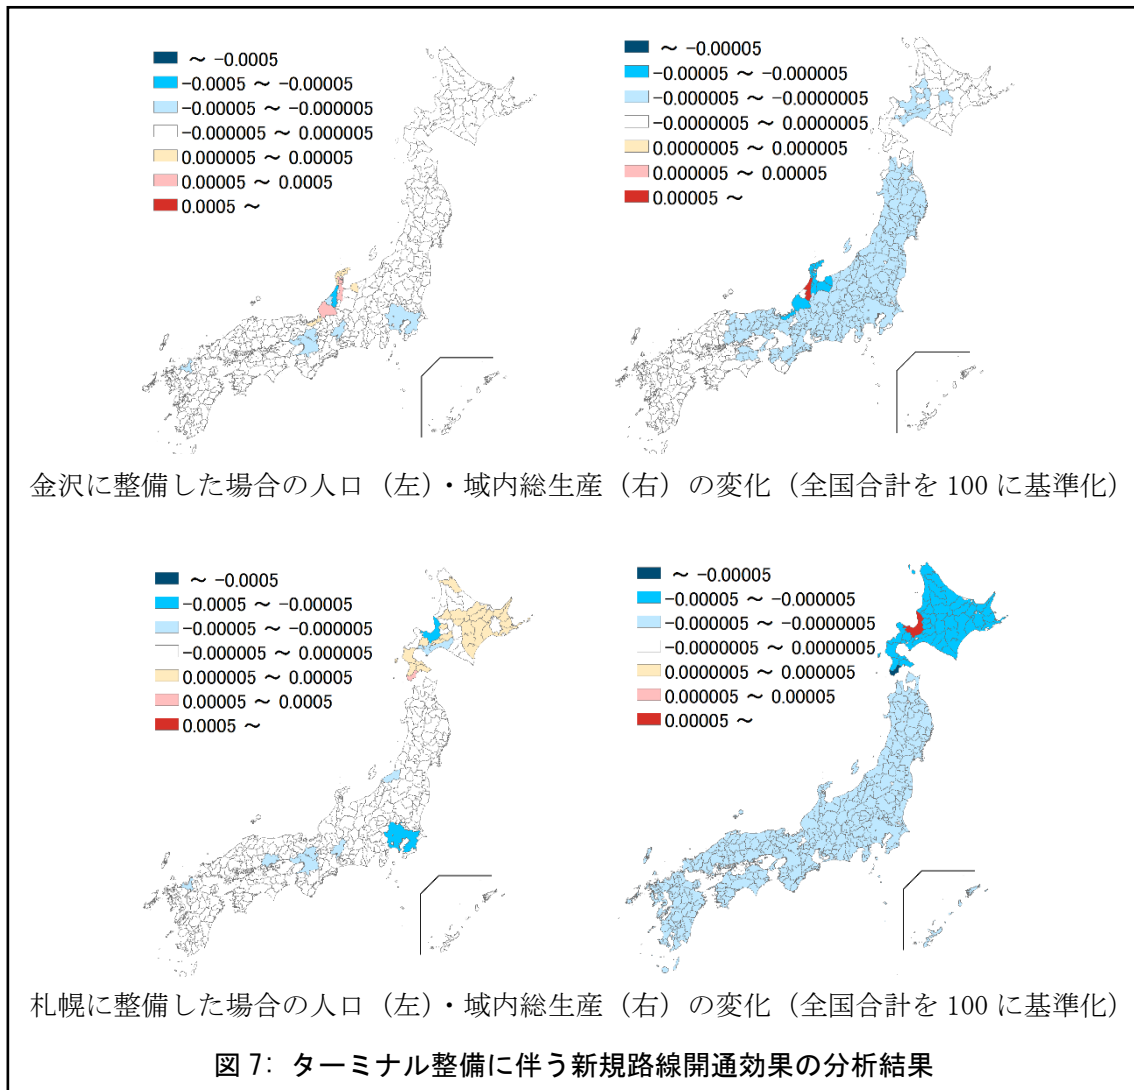 ～ -0.0005
-0.0005 ～ -0.00005
-0.00005 ～ -0.000005
-0.000005 ～ 0.000005
0.000005 ～ 0.00005
0.00005 ～ 0.0005
0.0005 ～
～ -0.00005
-0.00005 ～ -0.000005
-0.000005 ～ -0.0000005
-0.0000005 ～ 0.0000005
0.0000005 ～ 0.000005
0.000005 ～ 0.00005
0.00005 ～
金沢に整備した場合の人口（左）・域内総生産（右）の変化（全国合計を 100 に基準化）
～ -0.0005
-0.0005 ～ -0.00005
-0.00005 ～ -0.000005
-0.000005 ～ 0.000005
0.000005 ～ 0.00005
0.00005 ～ 0.0005
0.0005 ～
～ -0.00005
-0.00005 ～ -0.000005
-0.000005 ～ -0.0000005
-0.0000005 ～ 0.0000005
0.0000005 ～ 0.000005
0.000005 ～ 0.00005
0.00005 ～
札幌に整備した場合の人口（左）・域内総生産（右）の変化（全国合計を 100 に基準化）
図 7: ターミナル整備に伴う新規路線開通効果の分析結果